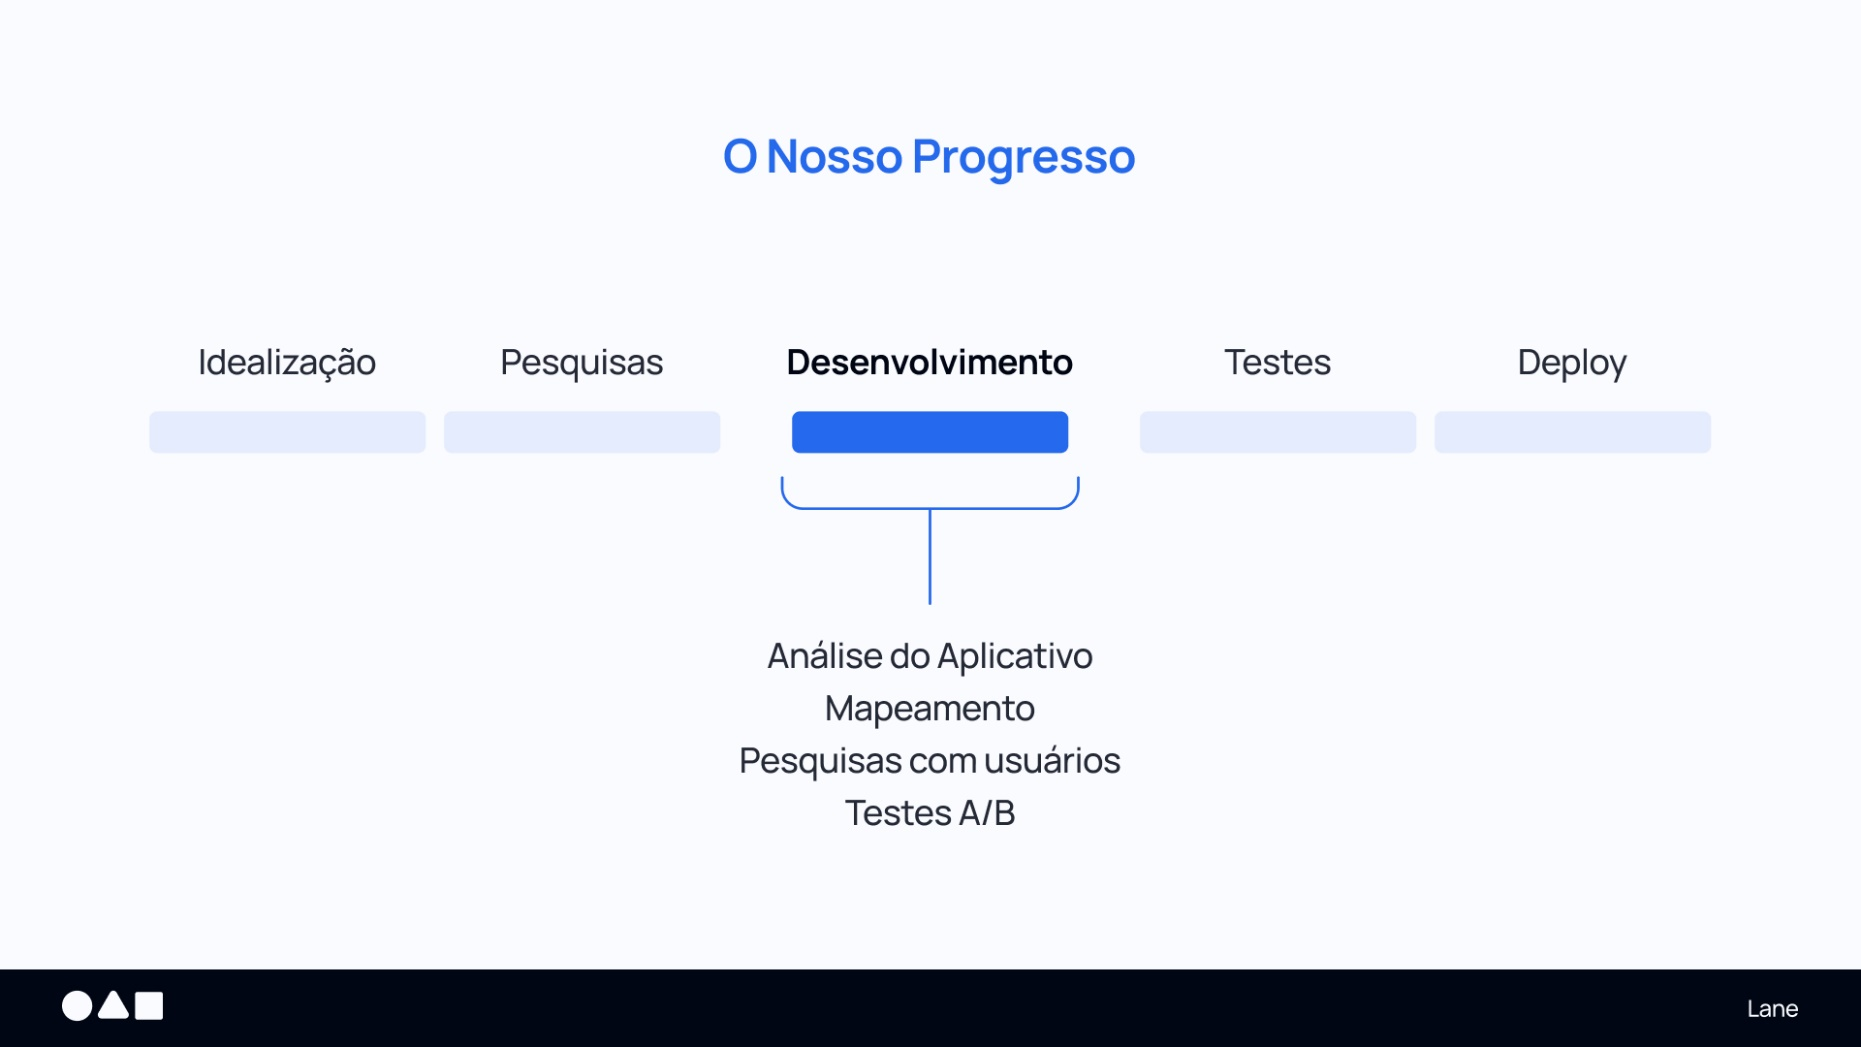 O Nosso Progresso
Idealização
Pesquisas
Desenvolvimento
Testes
Deploy
Análise do Aplicativo
Mapeamento
Pesquisas com usuários
Testes A/B
Lane